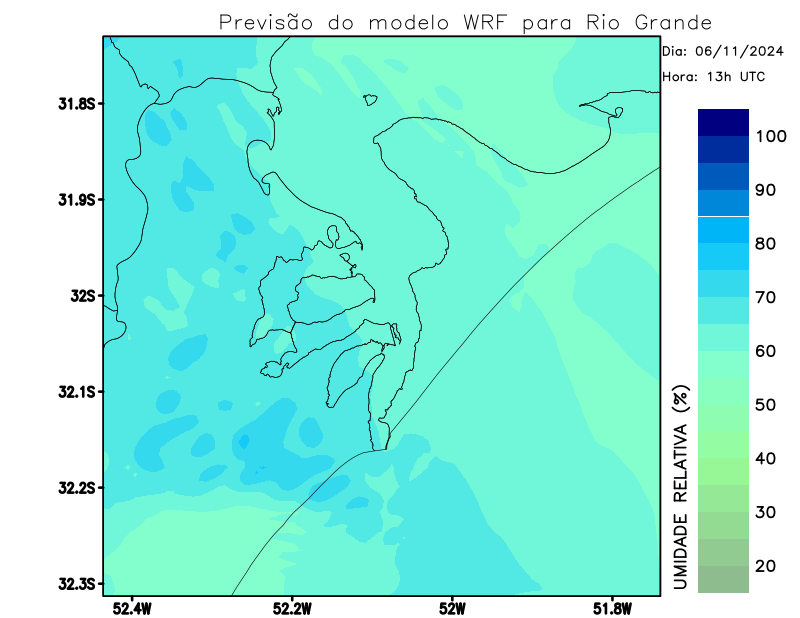 Previsão do modelo WRF para Rio Grande
Dia: 06/11/2024
Hora: 13h UTC
31.8S
31.9S
32S
32.1S
32.2S
32.3S
52.4W
52.2W
52W
51.8W
100
90
80
70
60
50
40
30
20
UMIDADE RELATIVA (%)